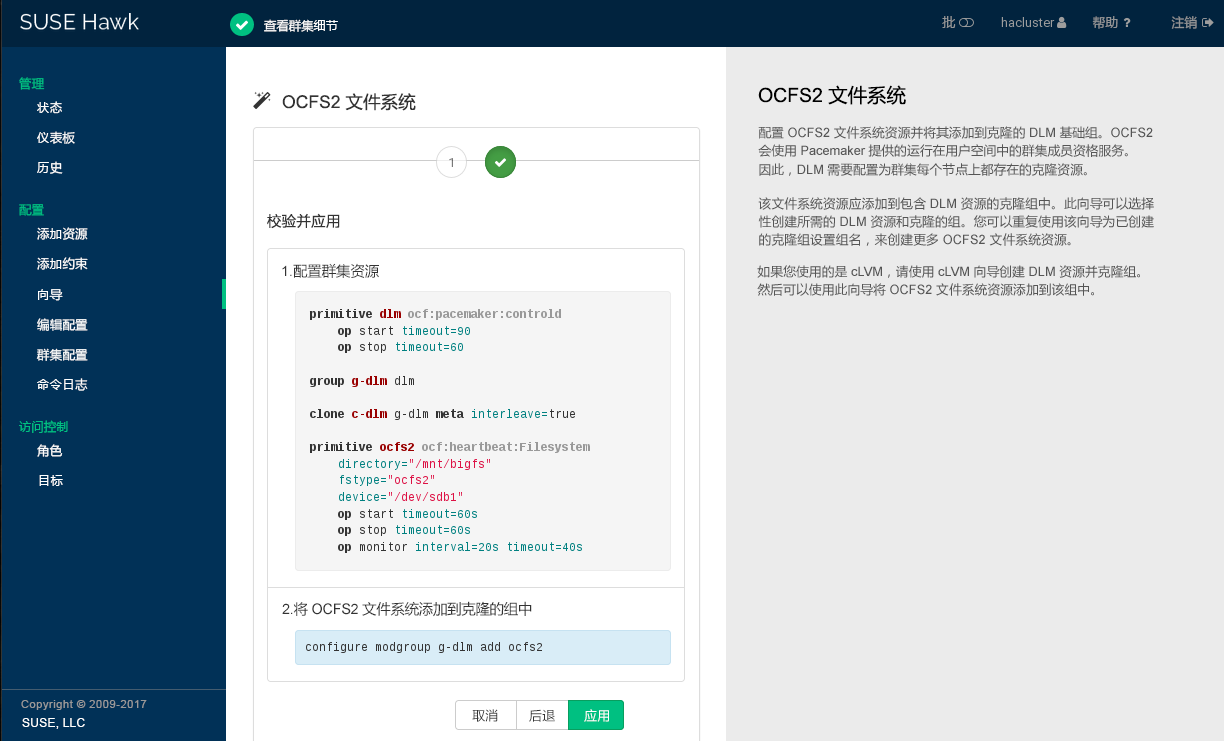 SUSE Hawk
查看群集细节
批
hacluster
帮助 ?
注销
管理
状态
仪表板
历史
配置
添加资源
添加约束
向导
编辑配置
群集配置
命令日志
访问控制
角色
目标
Copyright © 2009-2017
SUSE, LLC
OCFS2 文件系统
1
校验并应用
1.配置群集资源
primitive dlm ocf:pacemaker:controld
op start timeout=90
op stop timeout=60
group g-dlm dlm
clone c-dlm g-dlm meta interleave=true
primitive ocfs2 ocf:heartbeat:Filesystem
directory="/mnt/bigfs"
fstype="ocfs2"
device="/dev/sdb1"
op start timeout=60s
op stop timeout=60s
op monitor interval=20s timeout=40s
2.将 OCFS2 文件系统添加到克隆的组中
configure modgroup g-dlm add ocfs2
取消
后退
应用
OCFS2 文件系统
配置 OCFS2 文件系统资源并将其添加到克隆的 DLM 基础组。OCFS2
会使用 Pacemaker 提供的运行在用户空间中的群集成员资格服务。
因此，DLM 需要配置为群集每个节点上都存在的克隆资源。
该文件系统资源应添加到包含 DLM 资源的克隆组中。此向导可以选择
性创建所需的 DLM 资源和克隆的组。您可以重复使用该向导为已创建
的克隆组设置组名，来创建更多 OCFS2 文件系统资源。
如果您使用的是 cLVM，请使用 cLVM 向导创建 DLM 资源并克隆组。
然后可以使用此向导将 OCFS2 文件系统资源添加到该组中。